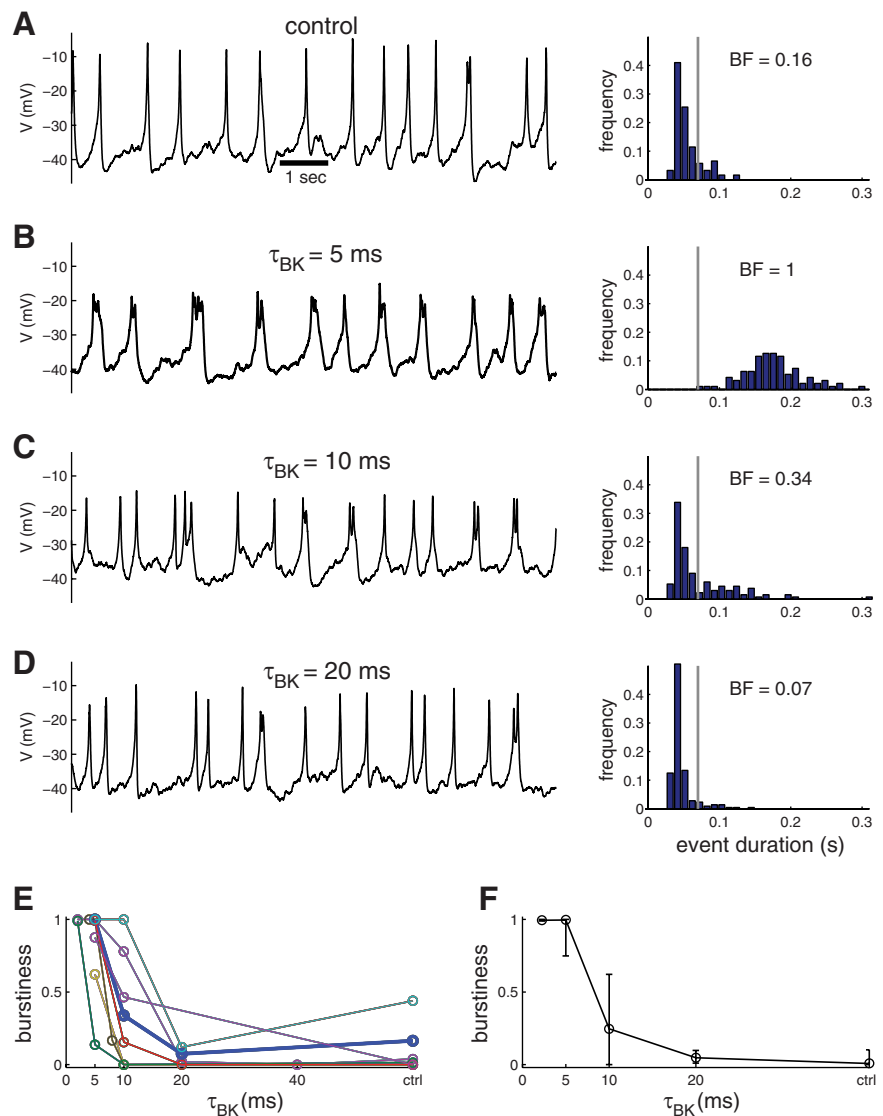 A
control
V (mV)
−10
−20
−30
−40
1 sec
frequency
0.4
0.3
0.2
0.1
0
BF = 0.16
0 0.1 0.2 0.3
B
τBK = 5 ms
V (mV)
−10
−20
−30
−40
frequency
0.4
0.3
0.2
0.1
0
BF = 1
0 0.1 0.2 0.3
C
τBK = 10 ms
V (mV)
−10
−20
−30
−40
frequency
0.4
0.3
0.2
0.1
0
BF = 0.34
0 0.1 0.2 0.3
D
τBK = 20 ms
V (mV)
−10
−20
−30
−40
frequency
0.4
0.3
0.2
0.1
0
BF = 0.07
0 0.1 0.2 0.3
event duration (s)
E
burstiness
1
0.5
0
0 5 10 20 40 ctrl
τBK (ms)
F
burstiness
1
0.5
0
0 5 10 20 ctrl
τBK (ms)